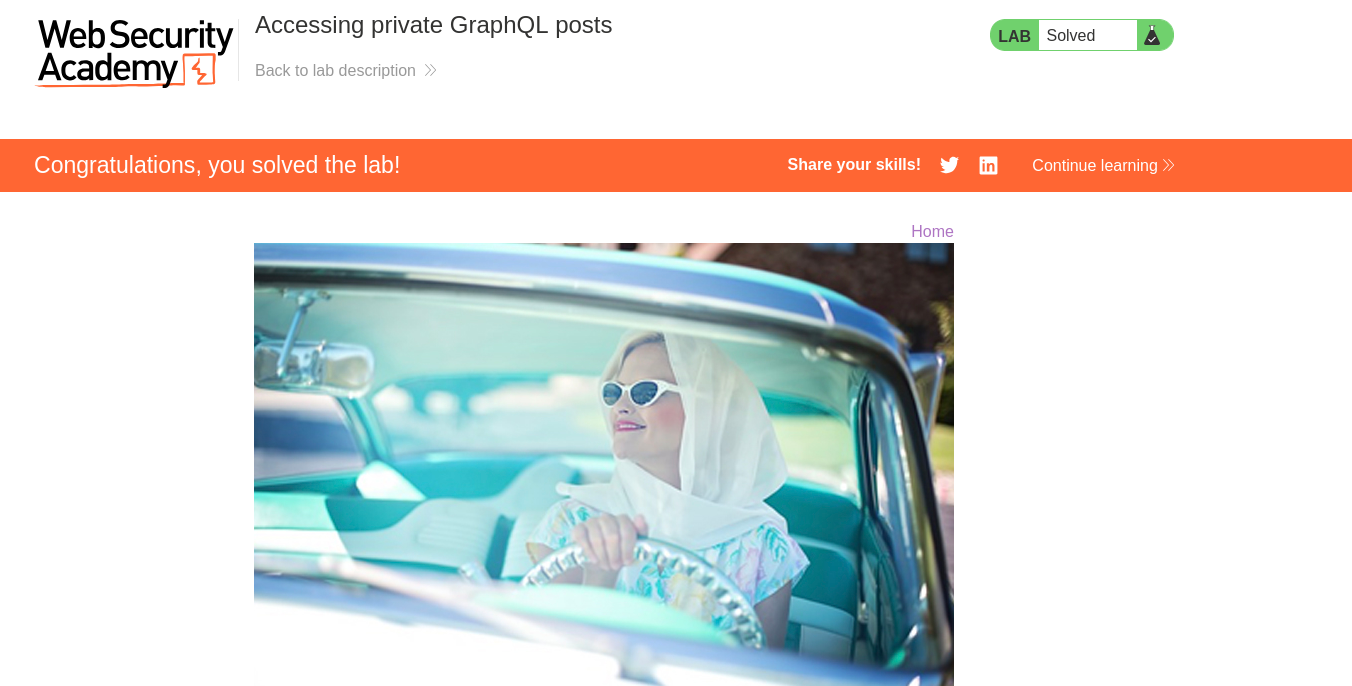 Web Security
Academy
Accessing private GraphQL posts
Back to lab description
LAB Solved
Congratulations, you solved the lab!
Share your skills!
Continue learning
Home